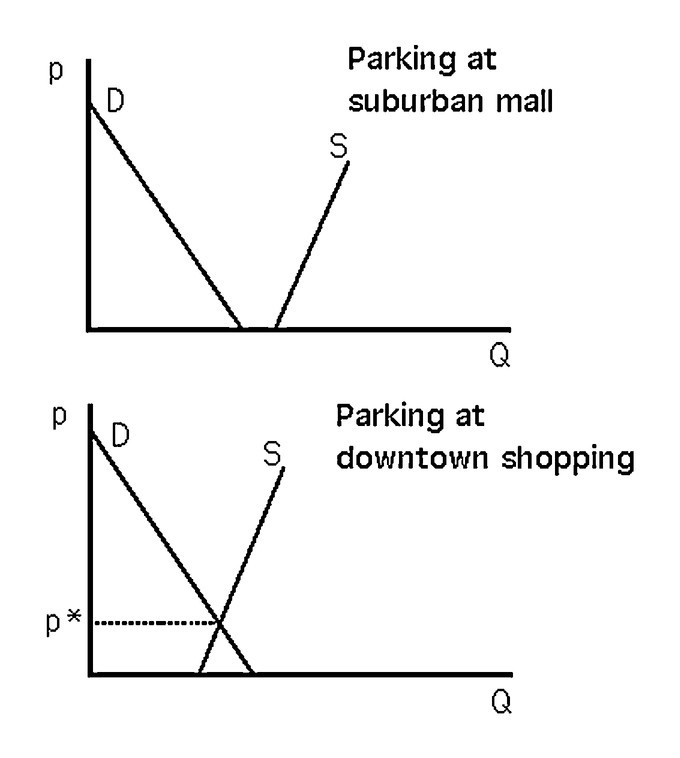 Parking at
suburban mall
p
D
S
Q
Parking at
downtown shopping
p
D
S
p*
Q